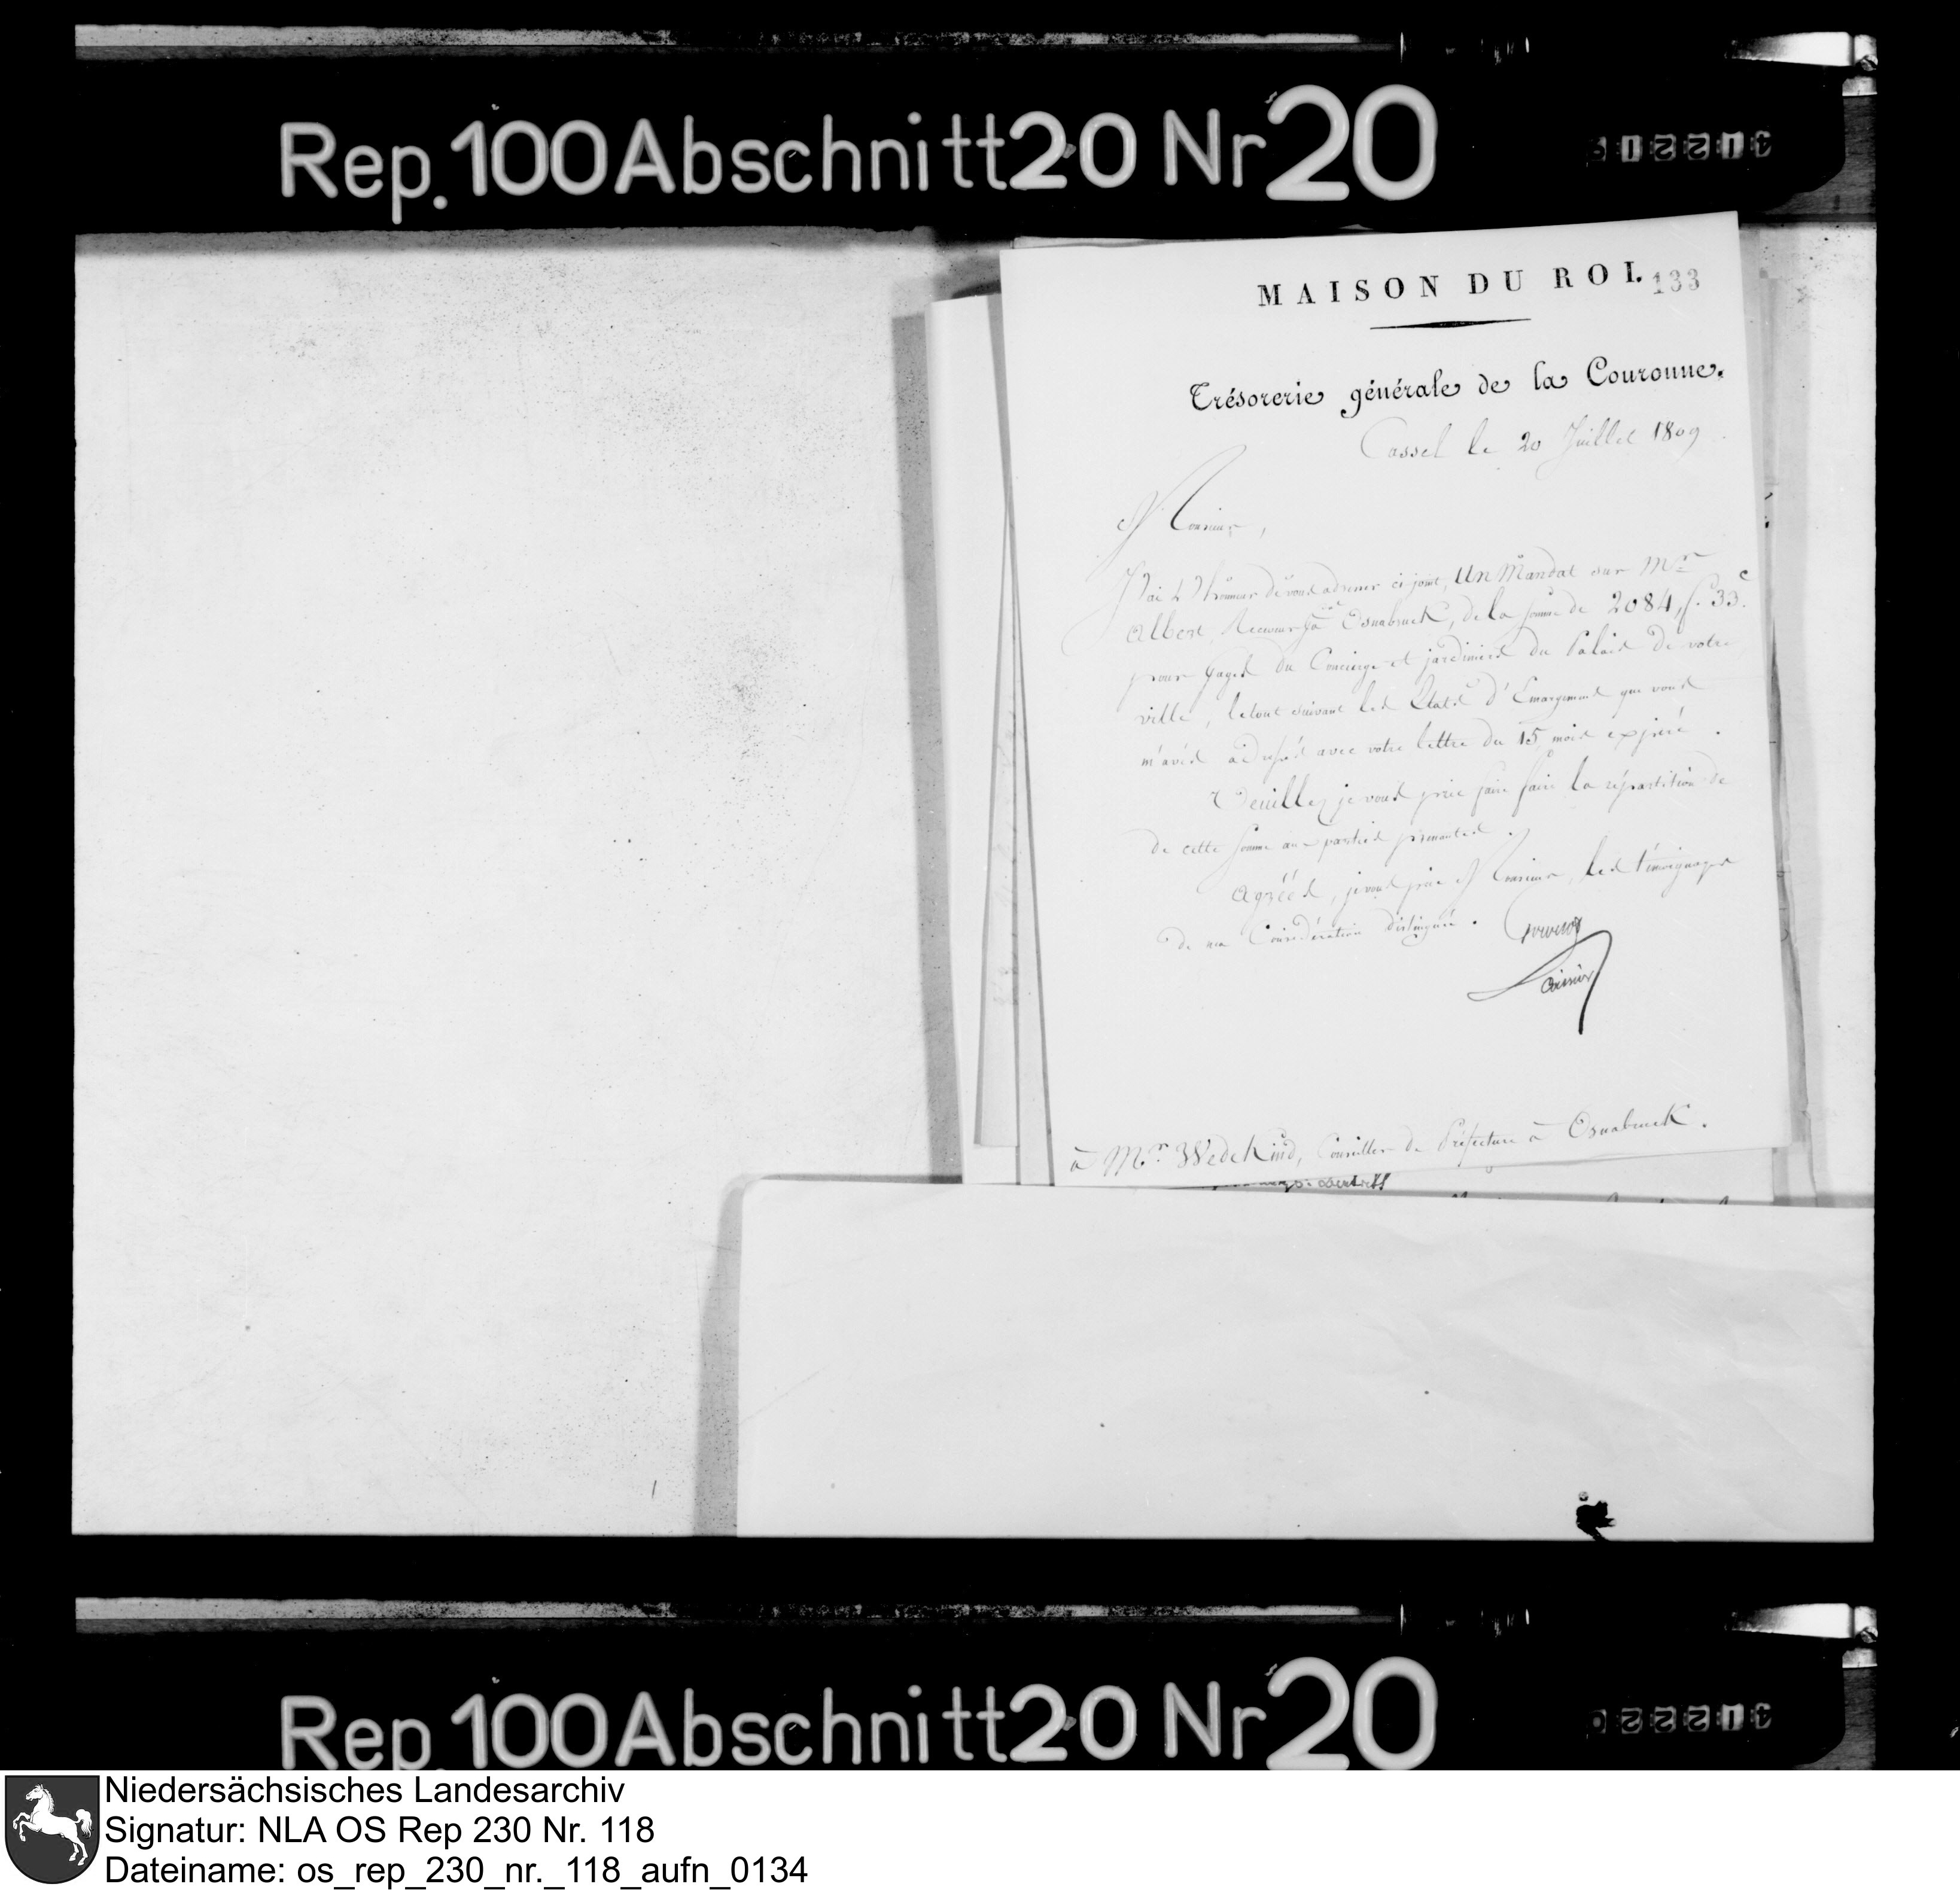 Rep. 100 Abschnitt 20 Nr 20
MAISON DU ROI.
133
Trésorerie générale de la Couronne.
Cassel le 20 Juillet 1809
Monsieur,
J'ai L'honneur de vous adresser ci joint, Un Mandat sur Mr
Albert, Receveur Osnabruck, de la somme de 2084, f. 33. c
pour gages du Concierge et jardiniers du Palais de votre
ville, le tout suivant les Etats d'Emargement que vous
m'avés adressés avec votre lettre du 15 mois expiré.
Veuillez je vous prie faire la répartition de
de cette somme aux parties prenantes.
Agréés, je vous prie Monsieur, les témoignages
de ma Considération distinguée.
à Mr. Wedekind, Conseiller de Préfecture à Osnabruck.
Rep. 100 Abschnitt 20 Nr 20
Niedersächsisches Landesarchiv
Signatur: NLA OS Rep 230 Nr. 118
Dateiname: os_rep_230_nr._118_aufn_0134